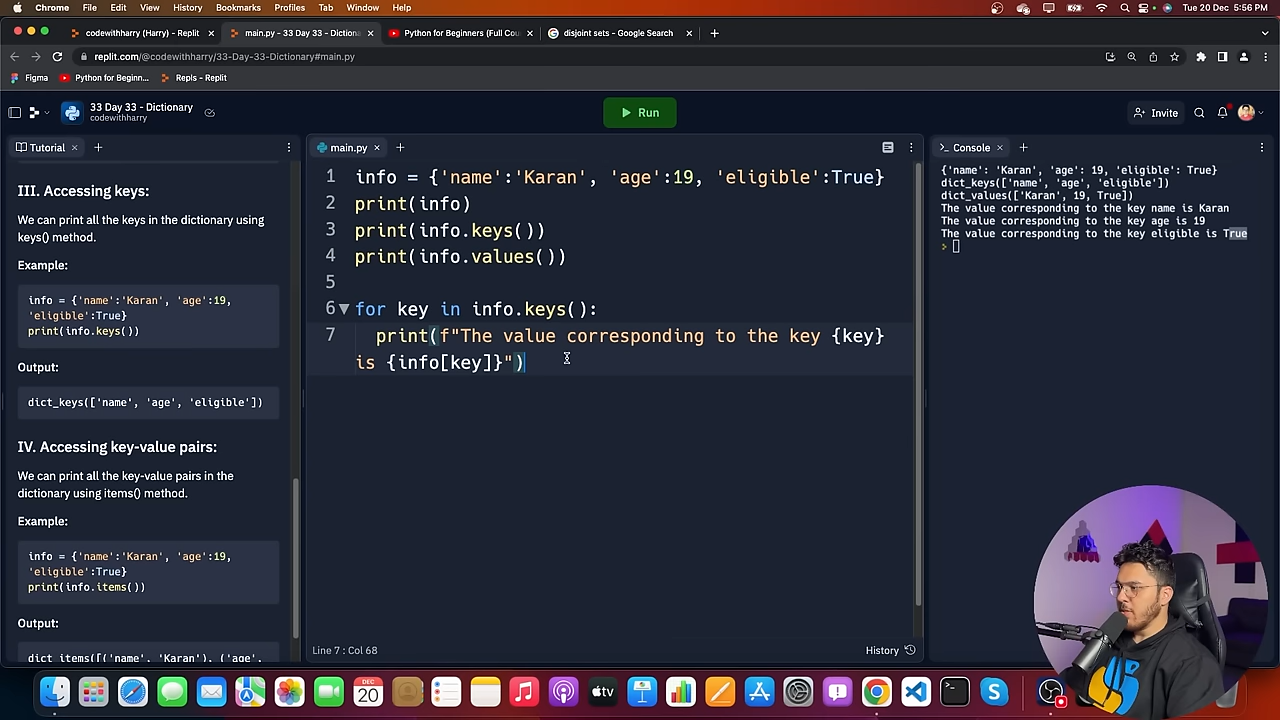 Chrome File Edit View History Bookmarks Profiles Tab Window Help Tue 20 Dec 5:56 PM
codewithharry (Harry) - Replit main.py - 33 Day 33 - Dictiona Python for Beginners (Full Cou disjoint sets - Google Search
replit.com/@codewithharry/33-Day-33-Dictionary#main.py
Figma Python for Beginn... Repls - Replit
33 Day 33 - Dictionary
codewithharry
Run
Invite
Tutorial
III. Accessing keys:
We can print all the keys in the dictionary using
keys() method.
Example:
info = {'name':'Karan', 'age':19,
'eligible':True}
print(info.keys())
Output:
dict_keys(['name', 'age', 'eligible'])
IV. Accessing key-value pairs:
We can print all the key-value pairs in the
dictionary using items() method.
Example:
info = {'name':'Karan', 'age':19,
'eligible':True}
print(info.items())
Output:
dict_items([('name', 'Karan'), ('age',
main.py
1 info = {'name':'Karan', 'age':19, 'eligible':True}
2 print(info)
3 print(info.keys())
4 print(info.values())
5
6 for key in info.keys():
7 print(f"The value corresponding to the key {key}
is {info[key]}")
Line 7 : Col 68
History
Console
{'name': 'Karan', 'age': 19, 'eligible': True}
dict_keys(['name', 'age', 'eligible'])
dict_values(['Karan', 19, True])
The value corresponding to the key name is Karan
The value corresponding to the key age is 19
The value corresponding to the key eligible is True
DEC
20
tv